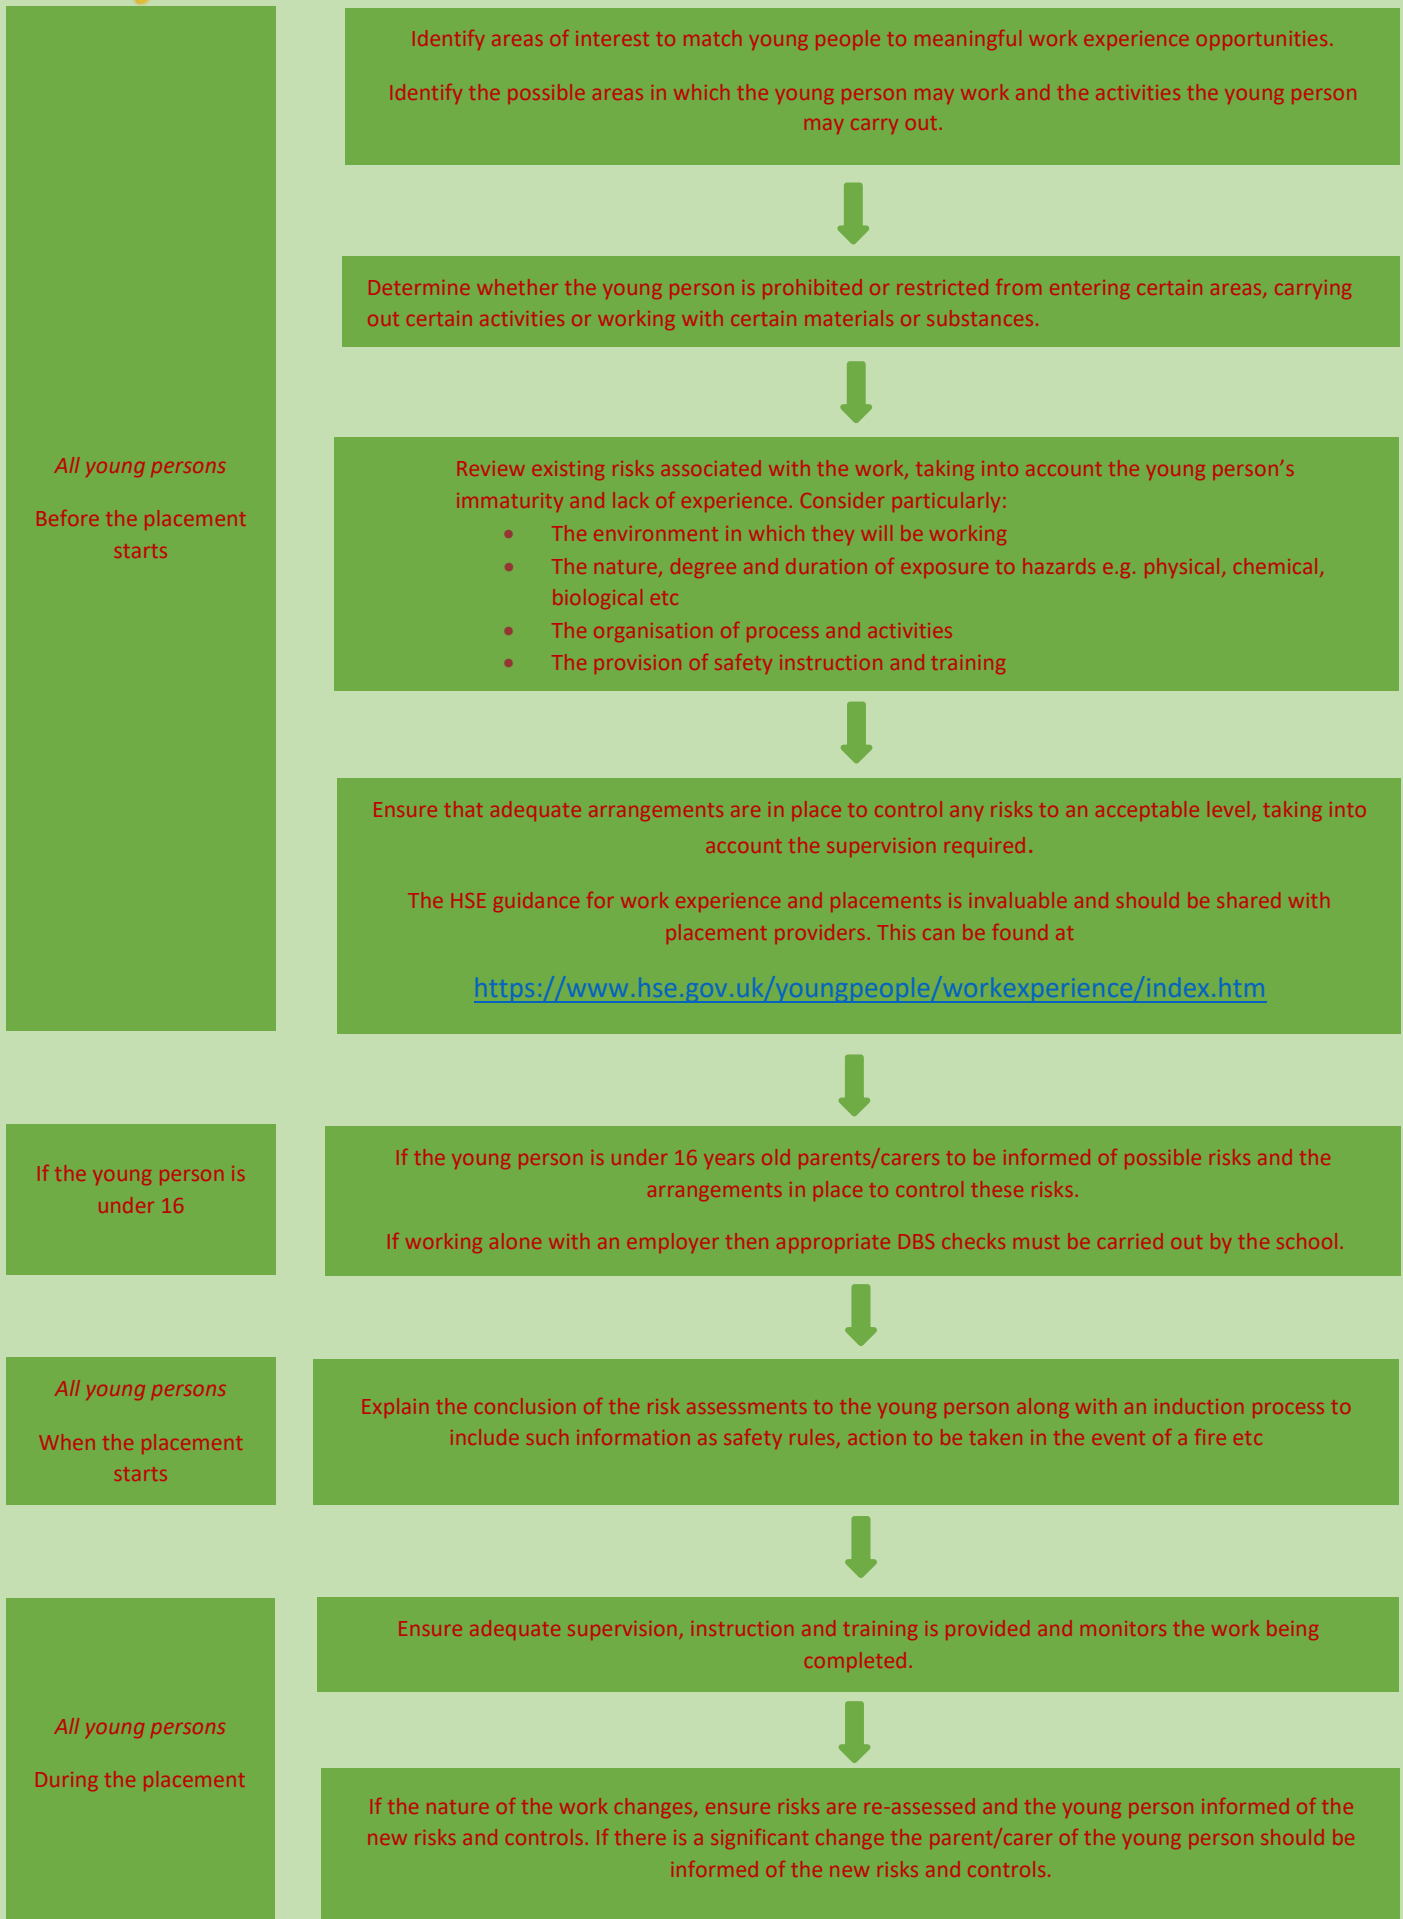 Identify areas of interest to match young people to meaningful work experience opportunities.
Identify the possible areas in which the young person may work and the activities the young person
may carry out.
Determine whether the young person is prohibited or restricted from entering certain areas, carrying
out certain activities or working with certain materials or substances.
All young persons
Before the placement
starts
Review existing risks associated with the work, taking into account the young person’s
immaturity and lack of experience. Consider particularly:
• The environment in which they will be working
• The nature, degree and duration of exposure to hazards e.g. physical, chemical,
biological etc
• The organisation of process and activities
• The provision of safety instruction and training
Ensure that adequate arrangements are in place to control any risks to an acceptable level, taking into
account the supervision required.
The HSE guidance for work experience and placements is invaluable and should be shared with
placement providers. This can be found at
https://www.hse.gov.uk/youngpeople/workexperience/index.htm
If the young person is
under 16
If the young person is under 16 years old parents/carers to be informed of possible risks and the
arrangements in place to control these risks.
If working alone with an employer then appropriate DBS checks must be carried out by the school.
All young persons
When the placement
starts
Explain the conclusion of the risk assessments to the young person along with an induction process to
include such information as safety rules, action to be taken in the event of a fire etc
Ensure adequate supervision, instruction and training is provided and monitors the work being
completed.
All young persons
During the placement
If the nature of the work changes, ensure risks are re-assessed and the young person informed of the
new risks and controls. If there is a significant change the parent/carer of the young person should be
informed of the new risks and controls.